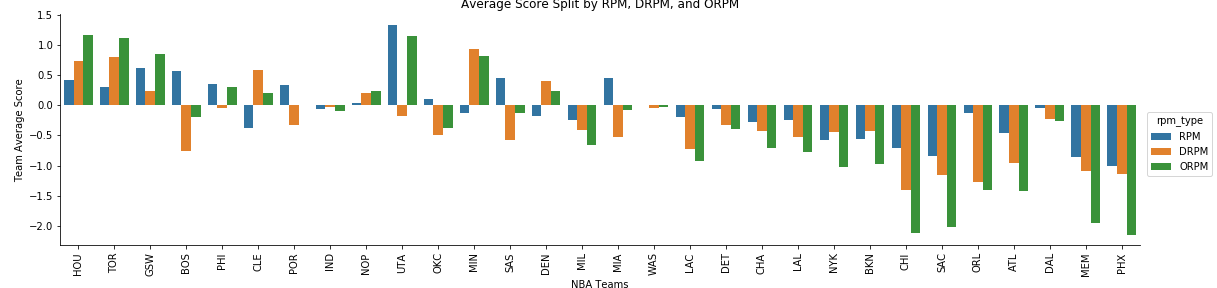 Average Score Split by RPM, DRPM, and ORPM
1.5
1.0
0.5
0.0
−0.5
−1.0
−1.5
−2.0
Team Average Score
HOU
TOR
GSW
BOS
PHI
CLE
POR
IND
NOP
UTA
OKC
MIN
SAS
DEN
MIL
MIA
WAS
LAC
DET
CHA
LAL
NYK
BKN
CHI
SAC
ORL
ATL
DAL
MEM
PHX
NBA Teams
rpm_type
RPM
DRPM
ORPM